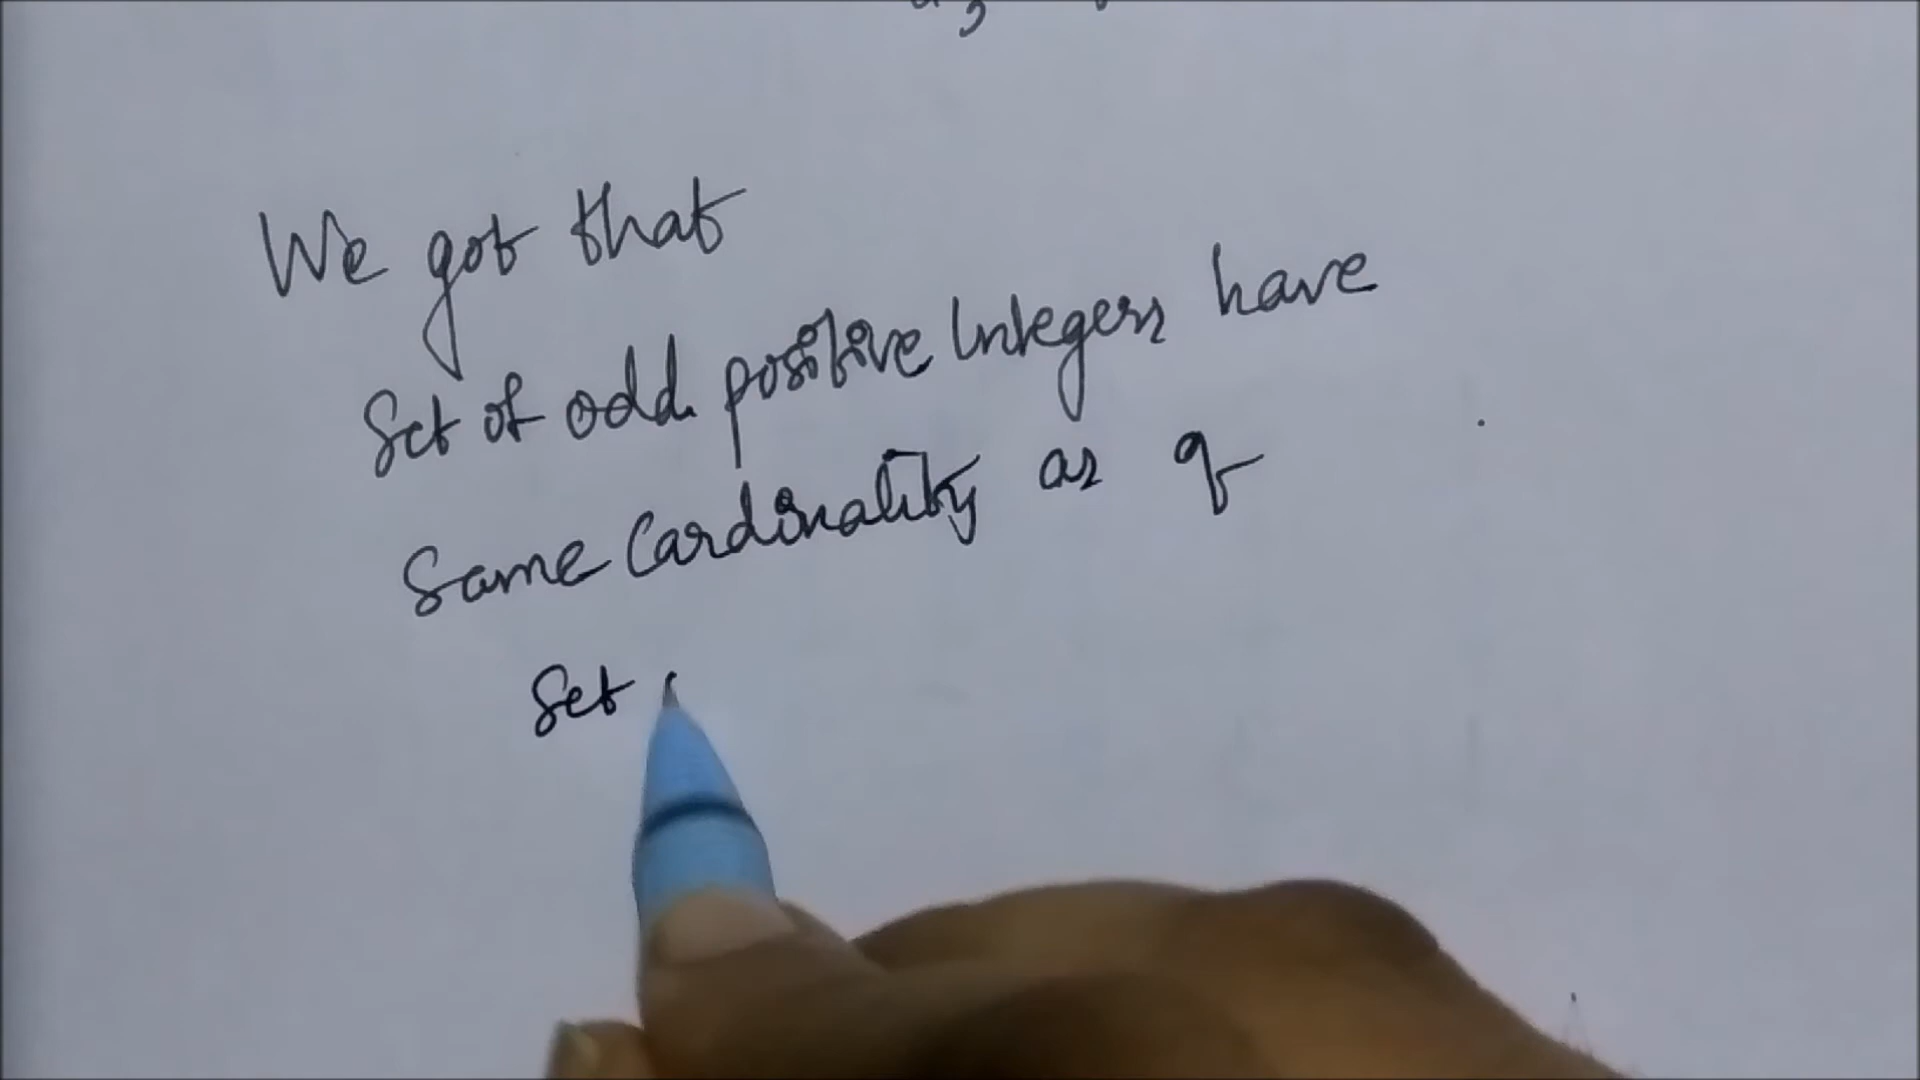 We got that
Set of odd positive Integers have
Same Cardinality as of
Set